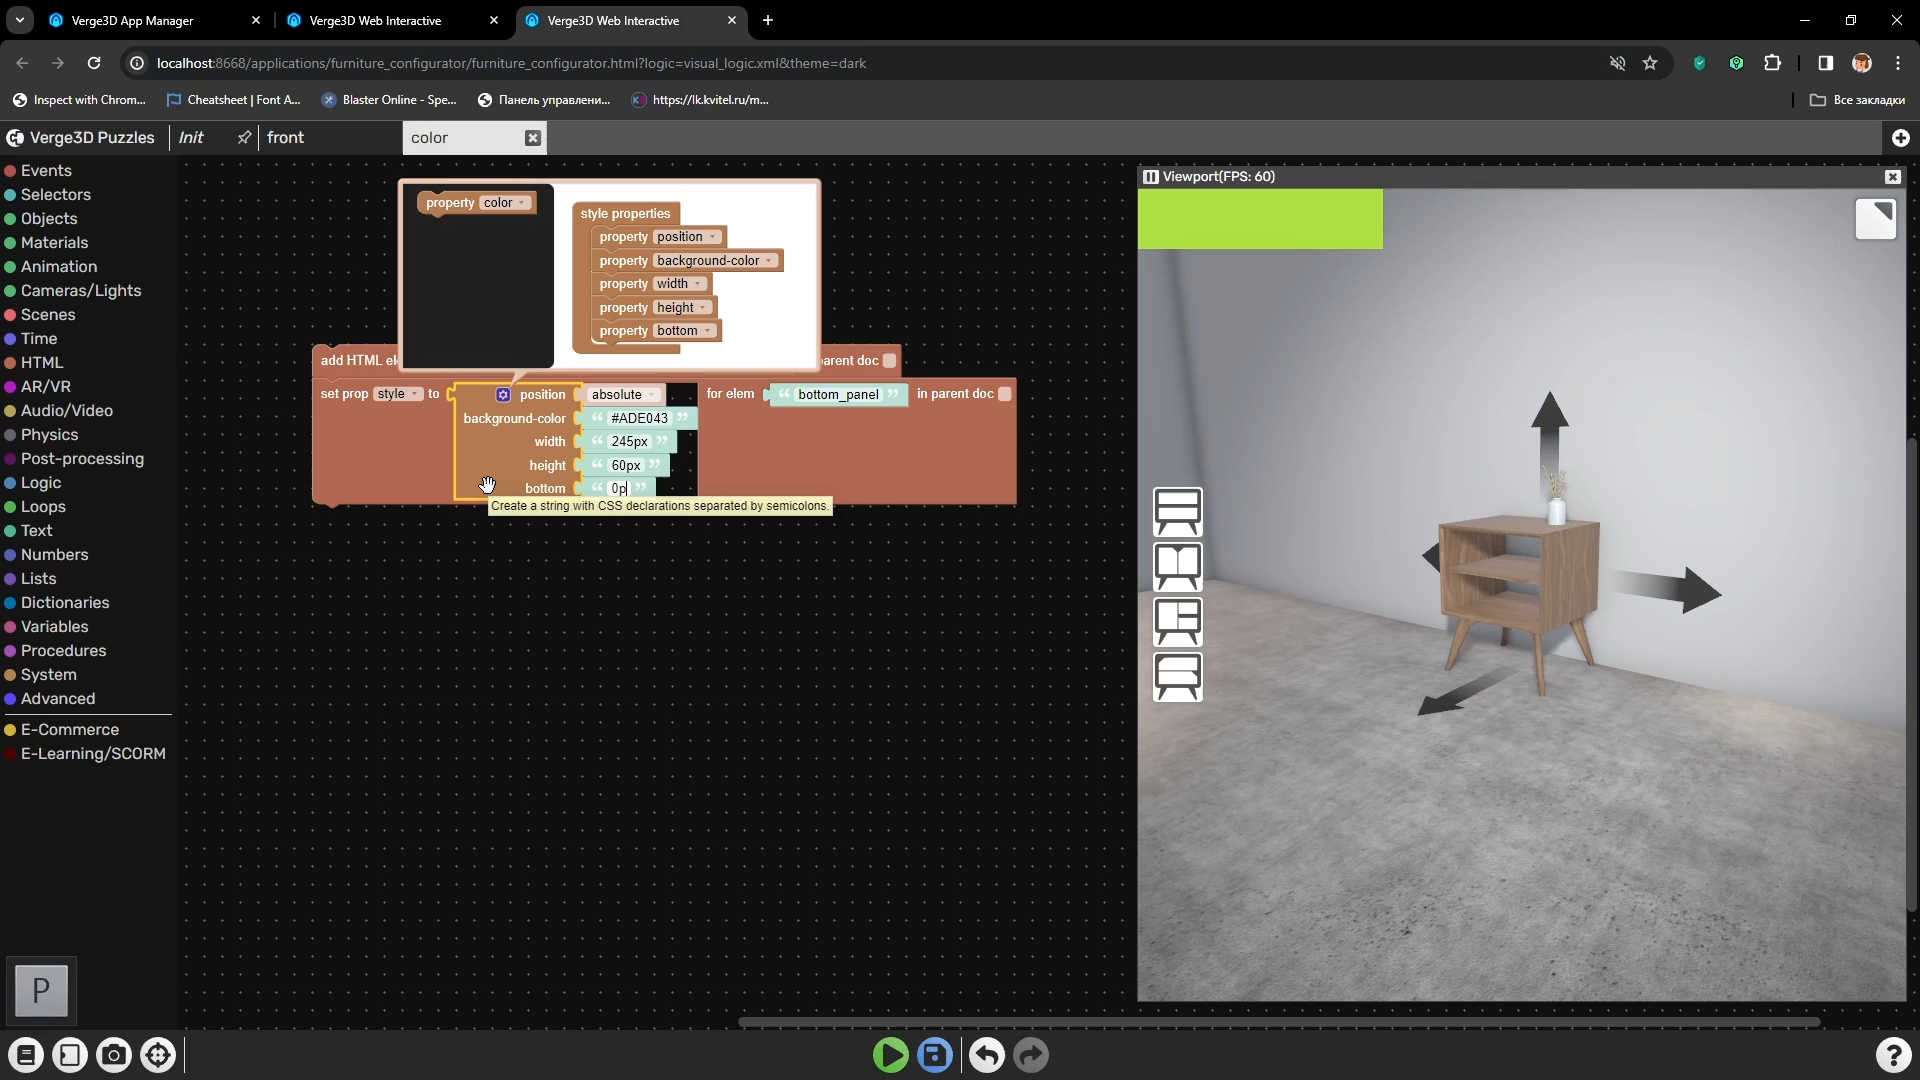 Verge3D App Manager
Verge3D Web Interactive
Verge3D Web Interactive
localhost:8668/applications/furniture_configurator/furniture_configurator.html?logic=visual_logic.xml&theme=dark
Inspect with Chrom...
Cheatsheet | Font A...
Blaster Online - Spe...
Панель управлени...
https://lk.kvitel.ru/m...
Все закладки
Verge3D Puzzles
Init
front
color
Events
Selectors
Objects
Materials
Animation
Cameras/Lights
Scenes
Time
HTML
AR/VR
Audio/Video
Physics
Post-processing
Logic
Loops
Text
Numbers
Lists
Dictionaries
Variables
Procedures
System
Advanced
E-Commerce
E-Learning/SCORM
P
property color
style properties
property position
property background-color
property width
property height
property bottom
add HTML el
parent doc
set prop style to
position absolute
for elem “ bottom_panel ” in parent doc
background-color “ #ADE043 ”
width “ 245px ”
height “ 60px ”
bottom “ 0p ”
Create a string with CSS declarations separated by semicolons.
Viewport(FPS: 60)
?